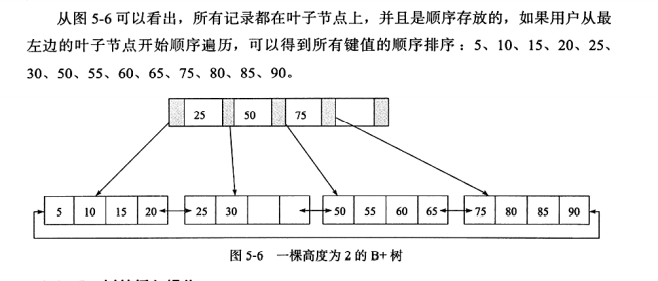 从图 5-6 可以看出，所有记录都在叶子节点上，并且是顺序存放的，如果用户从最
左边的叶子节点开始顺序遍历，可以得到所有键值的顺序排序：5、10、15、20、25、
30、50、55、60、65、75、80、85、90。
25 50 75
5 10 15 20 25 30 50 55 60 65 75 80 85 90
图 5-6 一棵高度为 2 的 B+ 树